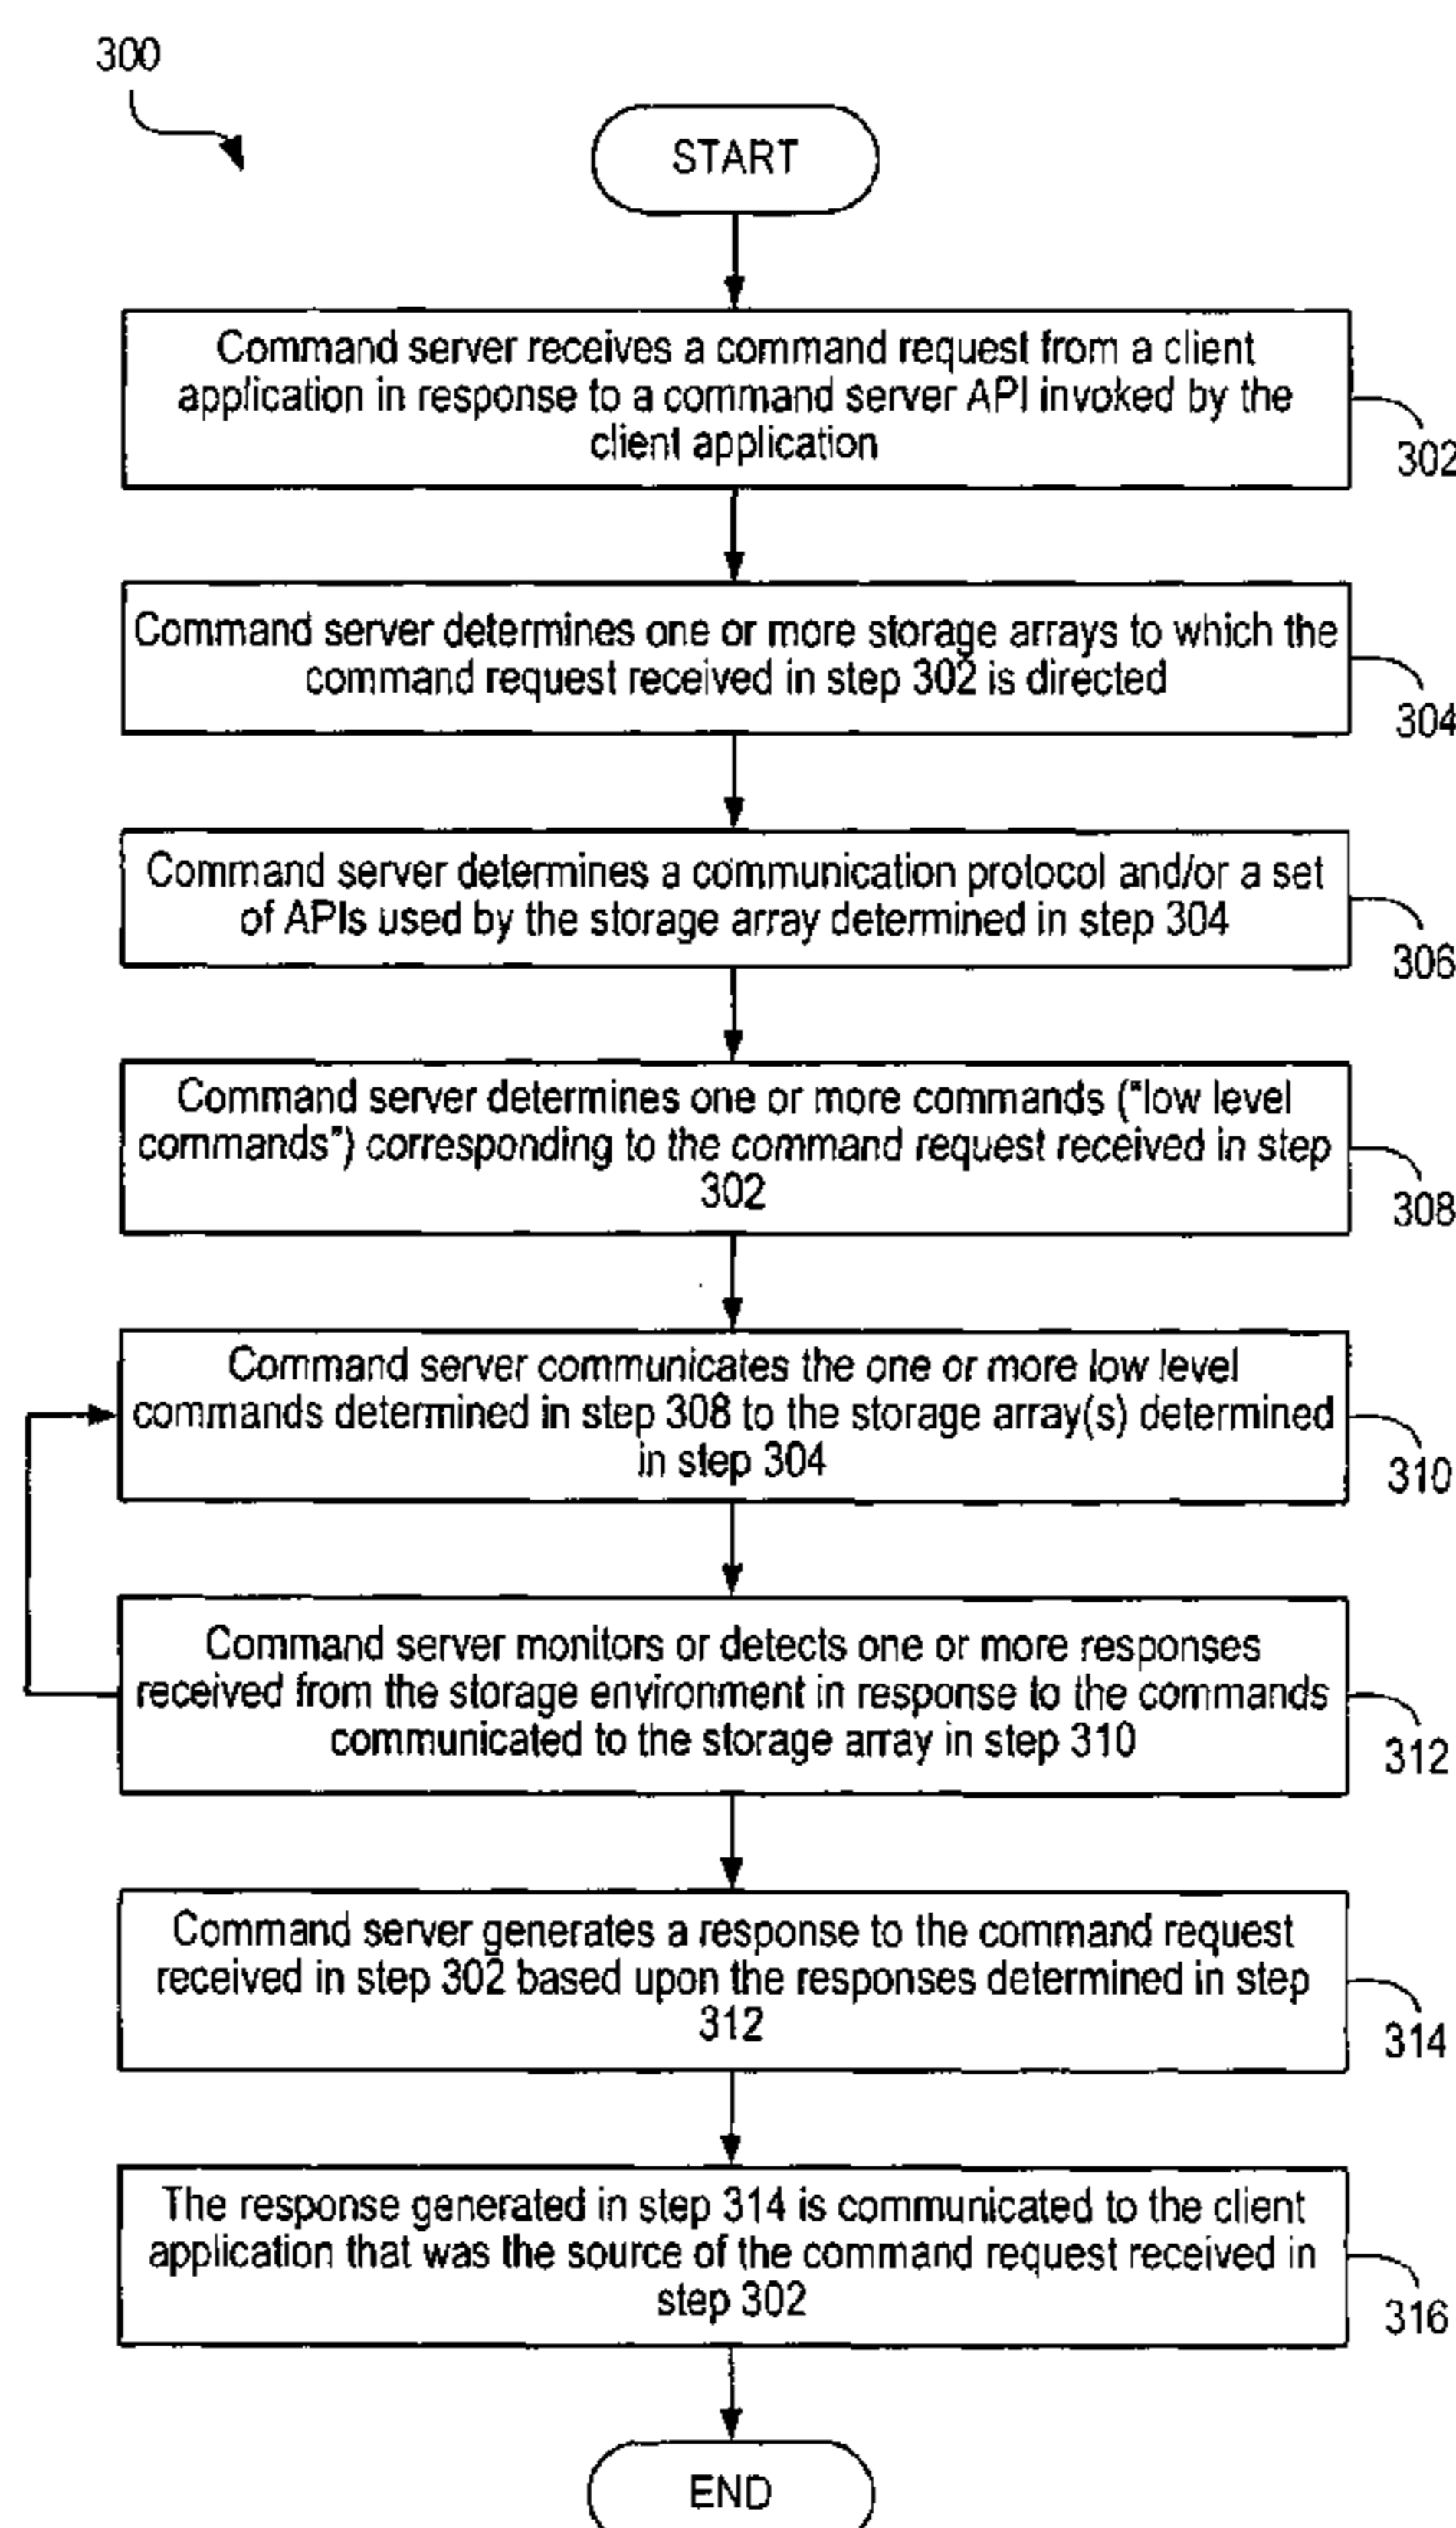 300
START
Command server receives a command request from a client
application in response to a command server API invoked by the
client application
302
Command server determines one or more storage arrays to which the
command request received in step 302 is directed
304
Command server determines a communication protocol and/or a set
of APIs used by the storage array determined in step 304
306
Command server determines one or more commands ("low level
commands") corresponding to the command request received in step
302
308
Command server communicates the one or more low level
commands determined in step 308 to the storage array(s) determined
in step 304
310
Command server monitors or detects one or more responses
received from the storage environment in response to the commands
communicated to the storage array in step 310
312
Command server generates a response to the command request
received in step 302 based upon the responses determined in step
312
314
The response generated in step 314 is communicated to the client
application that was the source of the command request received in
step 302
316
END